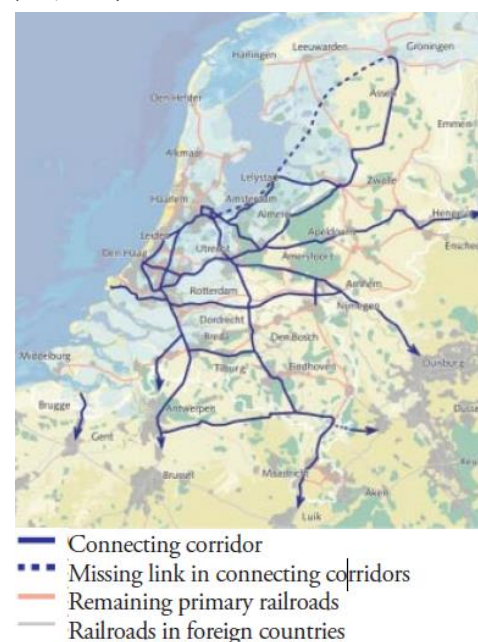 Groningen
Leeuwarden
Harlingen
Assen
Den Helder
Emmen
Alkmaar
Lelystad
Zwolle
Haarlem
Amsterdam
Almere
Hengelo
Leiden
Apeldoorn
Enschede
Den Haag
Utrecht
Amersfoort
Arnhem
Rotterdam
Nijmegen
Dordrecht
Breda
Den Bosch
Middelburg
Tilburg
Eindhoven
Duisburg
Brugge
Antwerpen
Gent
Brussel
Maastricht
Aken
Luik
Connecting corridor
Missing link in connecting corridors
Remaining primary railroads
Railroads in foreign countries